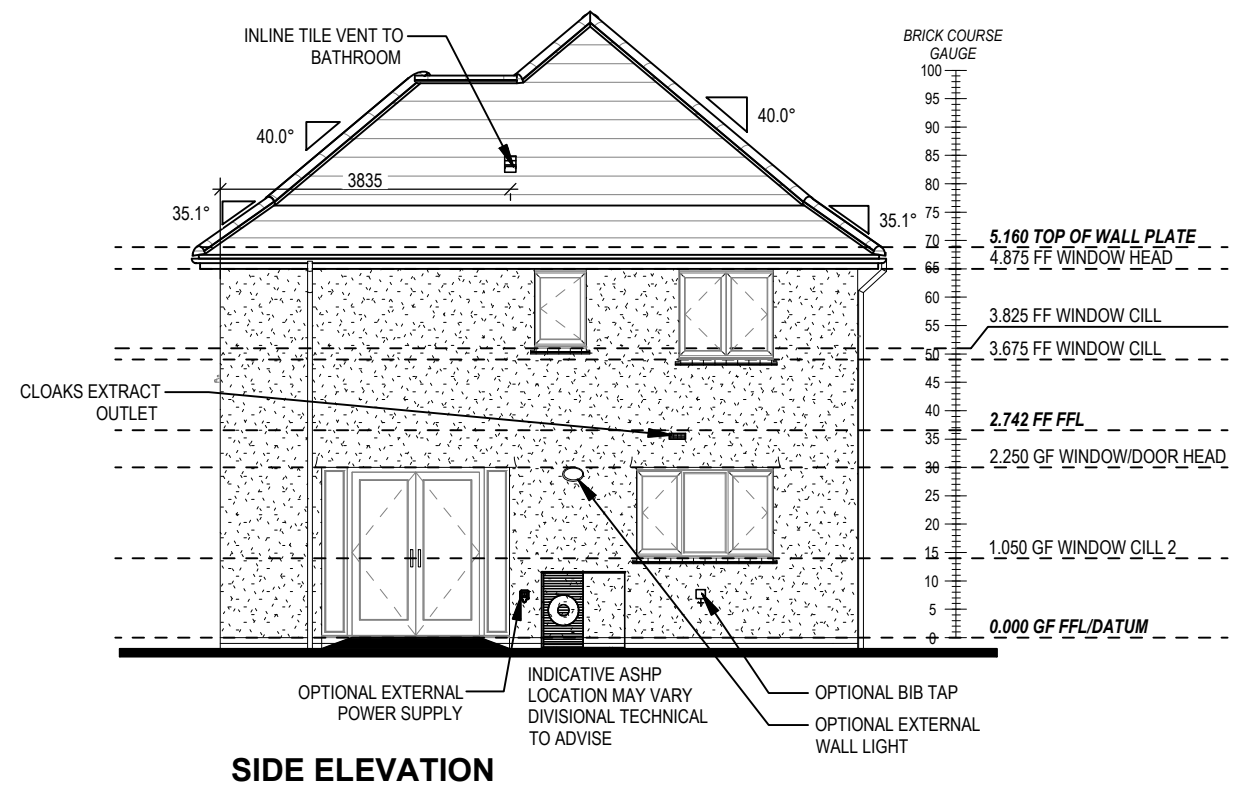 INLINE TILE VENT TO
BATHROOM
BRICK COURSE
GAUGE
100
95
90
85
80
75
70
65
60
55
50
45
40
35
30
25
20
15
10
5
0
40.0°
40.0°
3835
35.1°
35.1°
5.160 TOP OF WALL PLATE
4.875 FF WINDOW HEAD
3.825 FF WINDOW CILL
3.675 FF WINDOW CILL
CLOAKS EXTRACT
OUTLET
2.742 FF FFL
2.250 GF WINDOW/DOOR HEAD
1.050 GF WINDOW CILL 2
0.000 GF FFL/DATUM
OPTIONAL EXTERNAL
POWER SUPPLY
INDICATIVE ASHP
LOCATION MAY VARY
DIVISIONAL TECHNICAL
TO ADVISE
OPTIONAL BIB TAP
OPTIONAL EXTERNAL
WALL LIGHT
SIDE ELEVATION